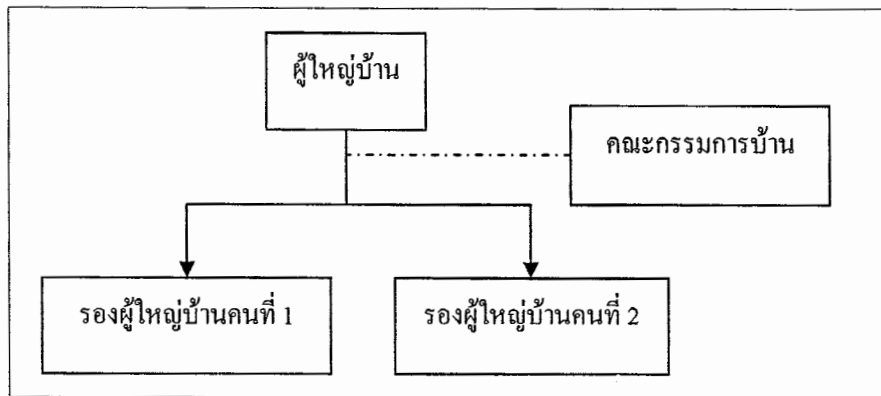 ผู้ใหญ่บ้าน
คณะกรรมการบ้าน
รองผู้ใหญ่บ้านคนที่ 1
รองผู้ใหญ่บ้านคนที่ 2